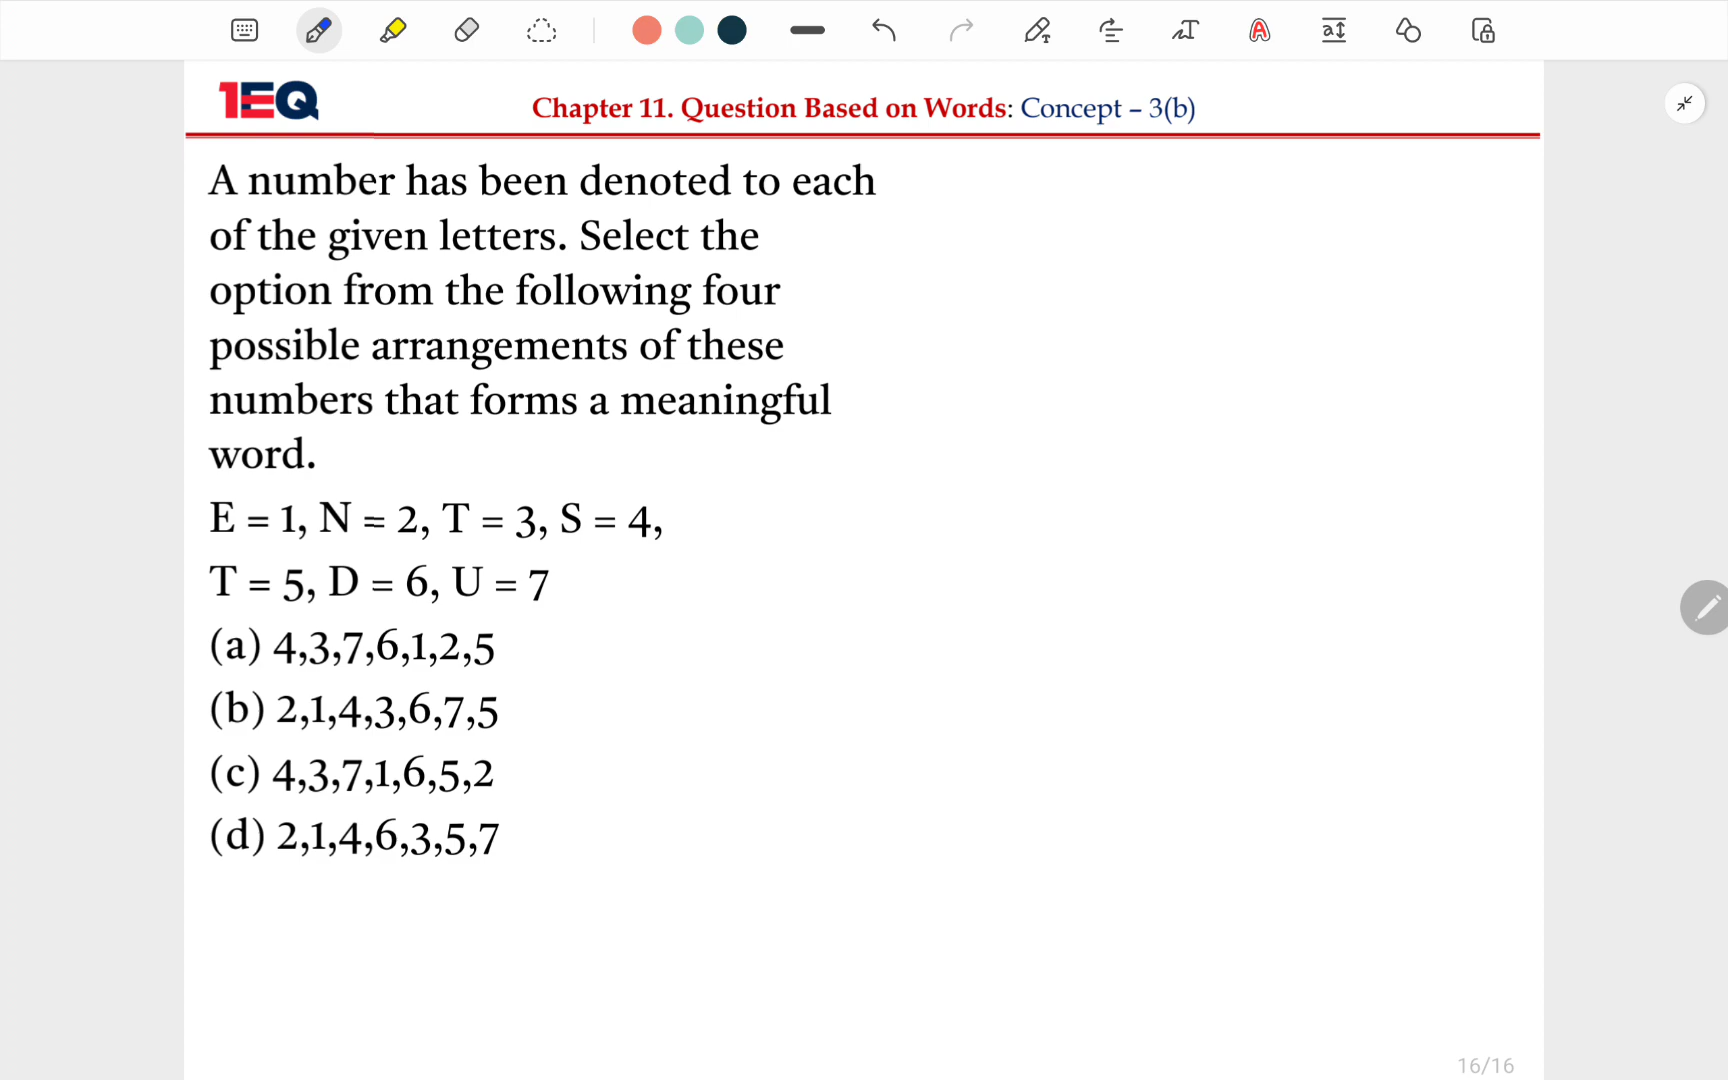 1EQ
Chapter 11. Question Based on Words: Concept – 3(b)
A number has been denoted to each
of the given letters. Select the
option from the following four
possible arrangements of these
numbers that forms a meaningful
word.
E = 1, N = 2, T = 3, S = 4,
T = 5, D = 6, U = 7
(a) 4,3,7,6,1,2,5
(b) 2,1,4,3,6,7,5
(c) 4,3,7,1,6,5,2
(d) 2,1,4,6,3,5,7
16/16